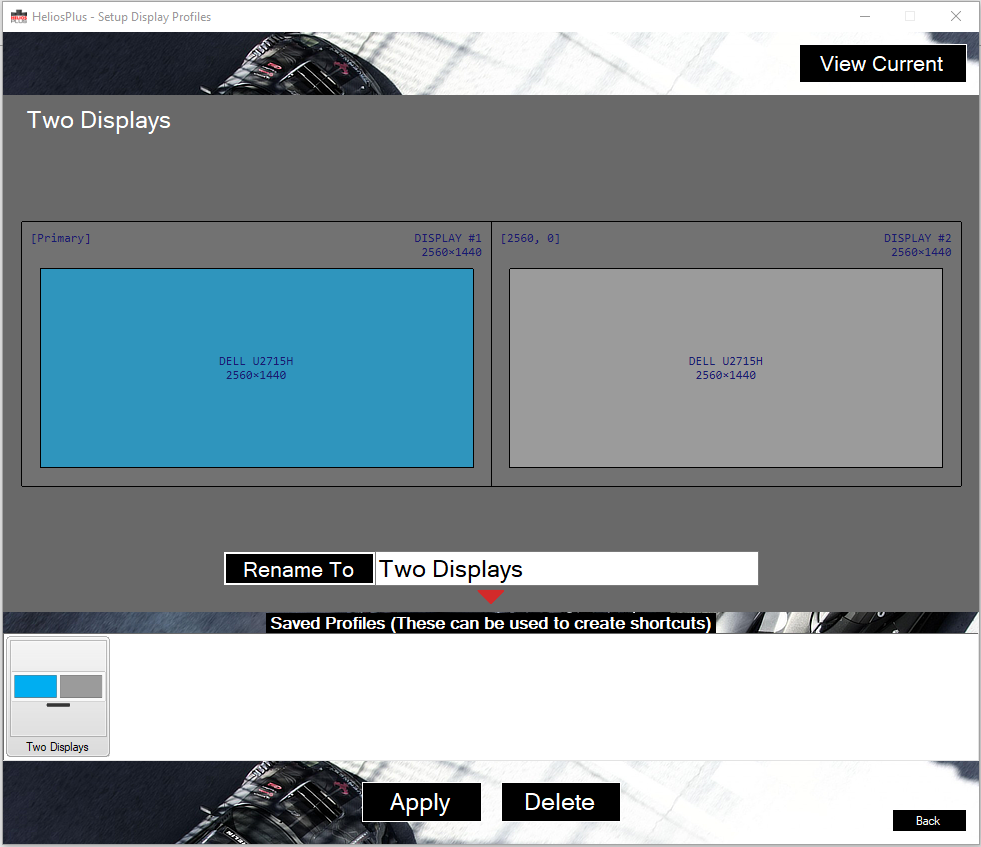 HeliosPlus - Setup Display Profiles
View Current
Two Displays
[Primary]
DISPLAY #1
2560×1440
[2560, 0]
DISPLAY #2
2560×1440
DELL U2715H
2560×1440
DELL U2715H
2560×1440
Rename To
Two Displays
Saved Profiles (These can be used to create shortcuts)
Two Displays
Apply
Delete
Back